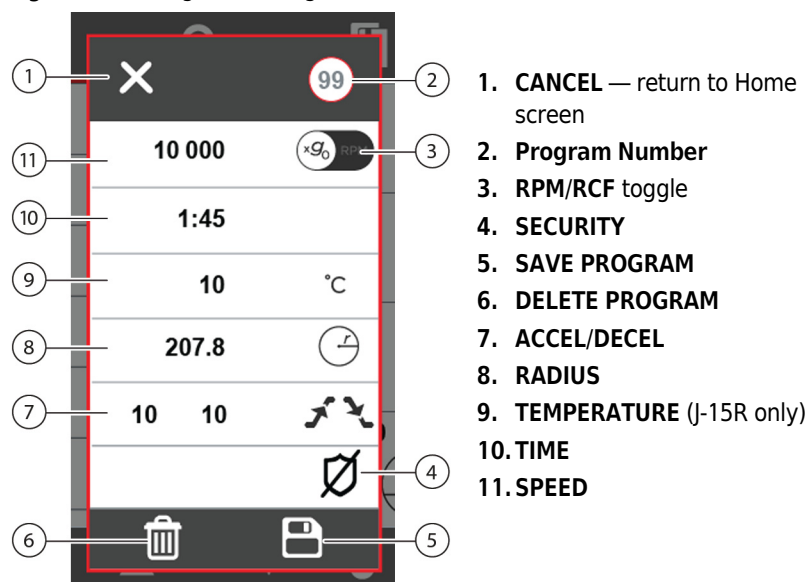 1
99
2
11
10 000
×g₀ RPM
3
10
1:45
9
10
°C
8
207.8
r
7
10 10
4
6
5
1. CANCEL — return to Home
screen
2. Program Number
3. RPM/RCF toggle
4. SECURITY
5. SAVE PROGRAM
6. DELETE PROGRAM
7. ACCEL/DECEL
8. RADIUS
9. TEMPERATURE (J-15R only)
10. TIME
11. SPEED